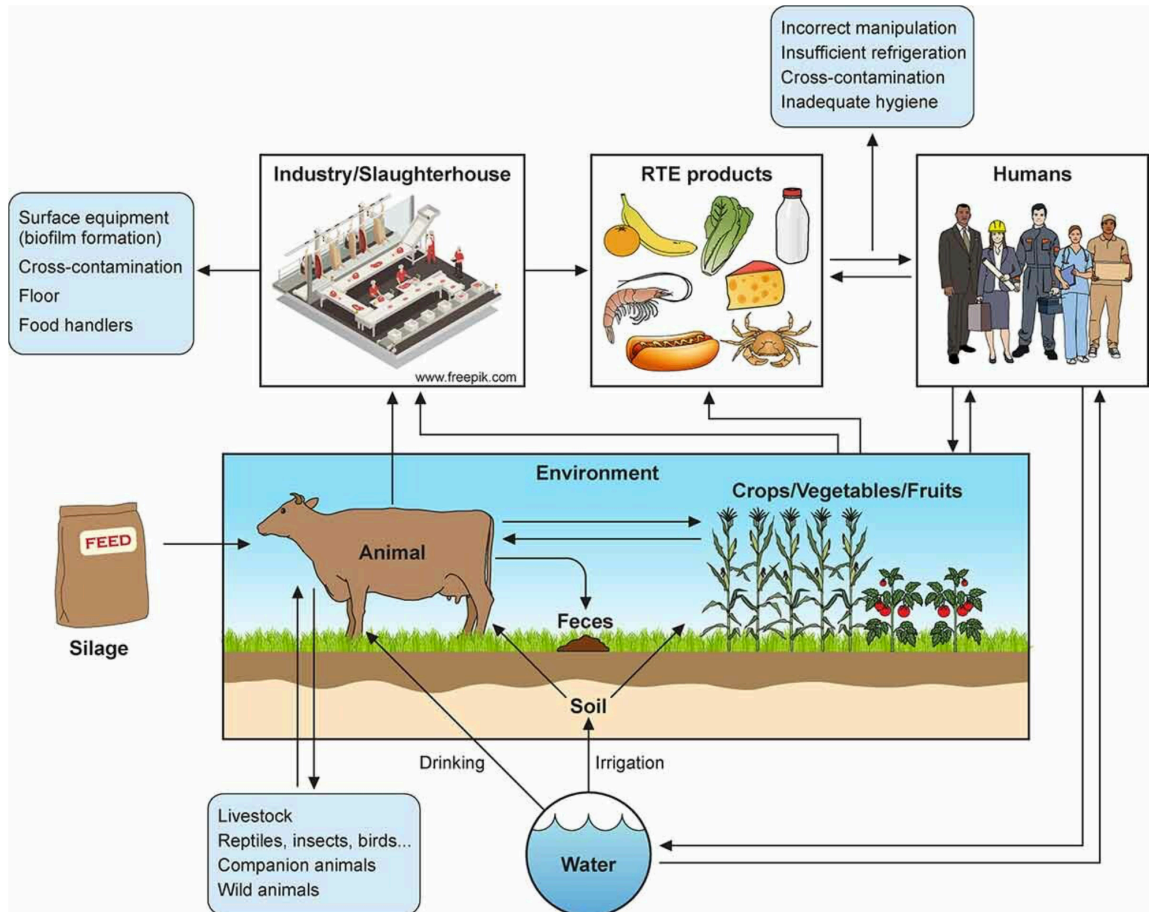 Incorrect manipulation
Insufficient refrigeration
Cross-contamination
Inadequate hygiene
Industry/Slaughterhouse
RTE products
Humans
Surface equipment
(biofilm formation)
Cross-contamination
Floor
Food handlers
www.freepik.com
Environment
Crops/Vegetables/Fruits
FEED
Animal
Feces
Silage
Soil
Drinking
Irrigation
Livestock
Reptiles, insects, birds...
Companion animals
Wild animals
Water